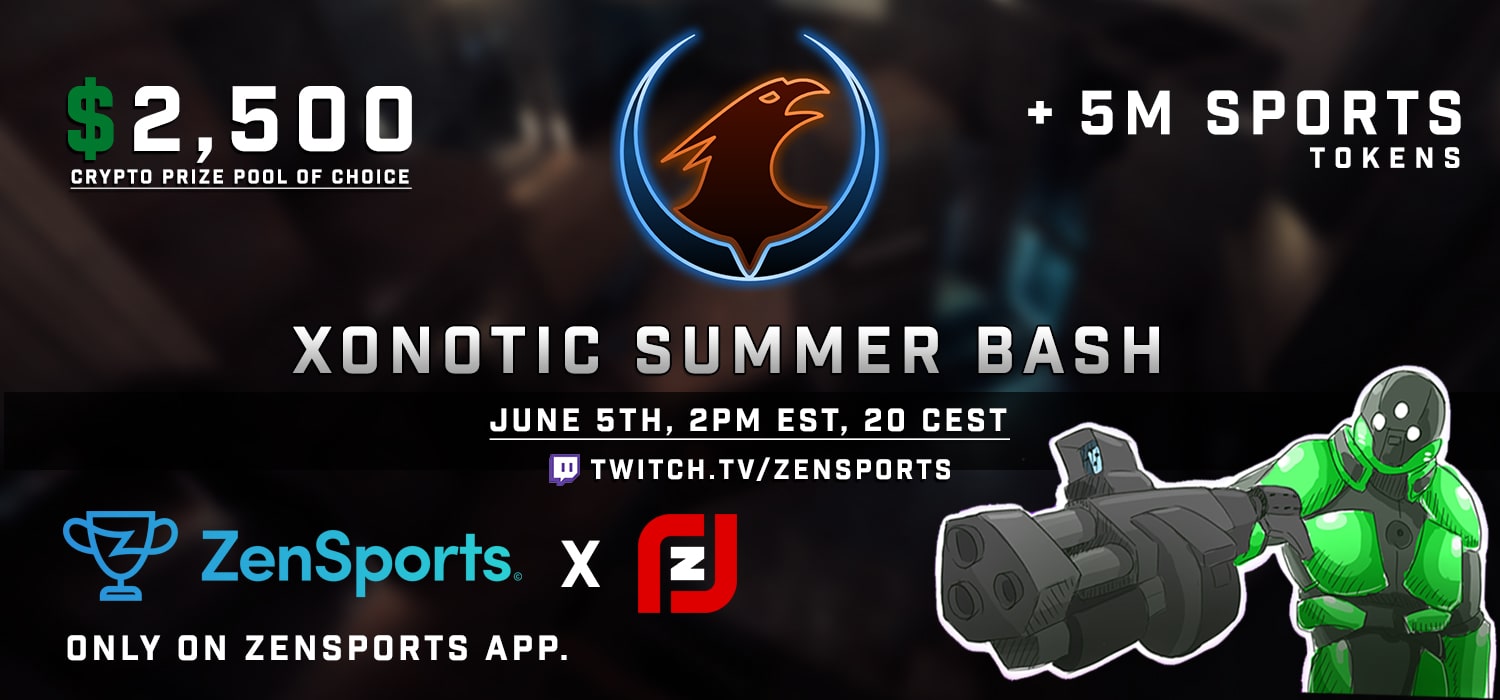 $2,500
CRYPTO PRIZE POOL OF CHOICE
+ 5M SPORTS
TOKENS
XONOTIC SUMMER BASH
JUNE 5TH, 2PM EST, 20 CEST
TWITCH.TV/ZENSPORTS
ZenSports© X Z
ONLY ON ZENSPORTS APP.